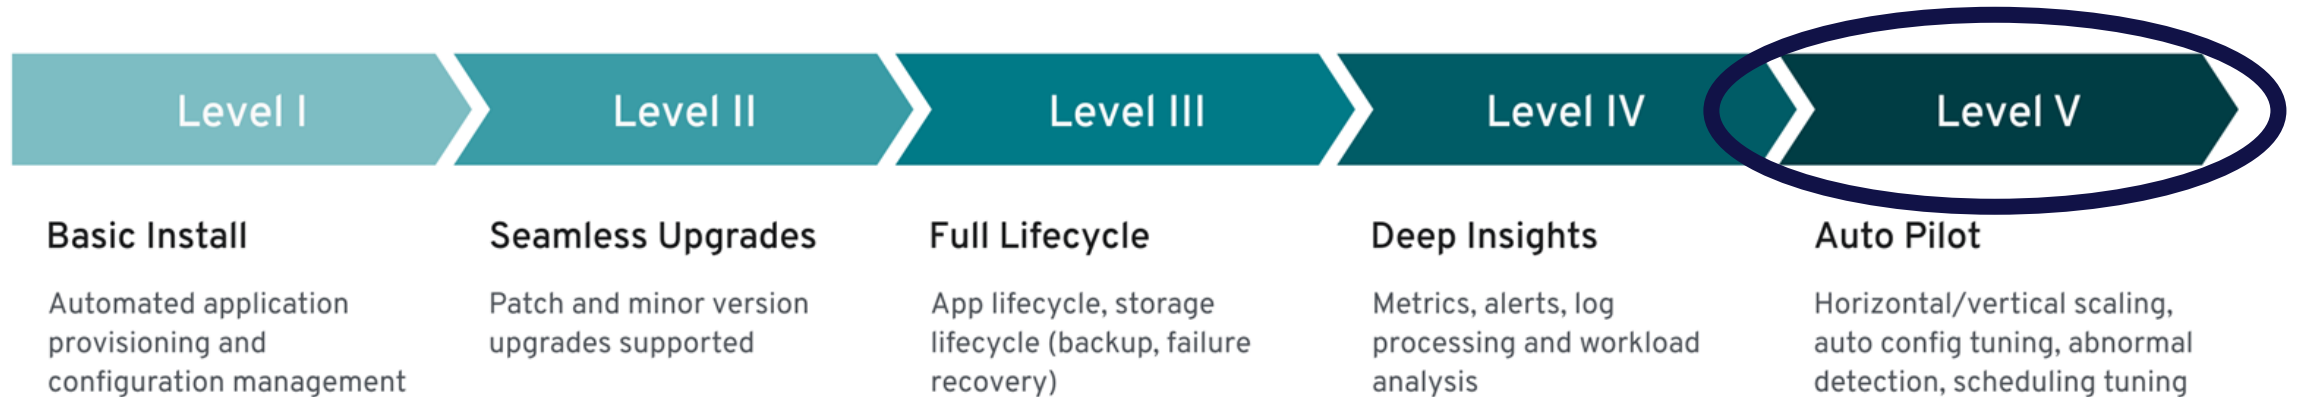 Level I
Level II
Level III
Level IV
Level V
Basic Install
Automated application
provisioning and
configuration management
Seamless Upgrades
Patch and minor version
upgrades supported
Full Lifecycle
App lifecycle, storage
lifecycle (backup, failure
recovery)
Deep Insights
Metrics, alerts, log
processing and workload
analysis
Auto Pilot
Horizontal/vertical scaling,
auto config tuning, abnormal
detection, scheduling tuning